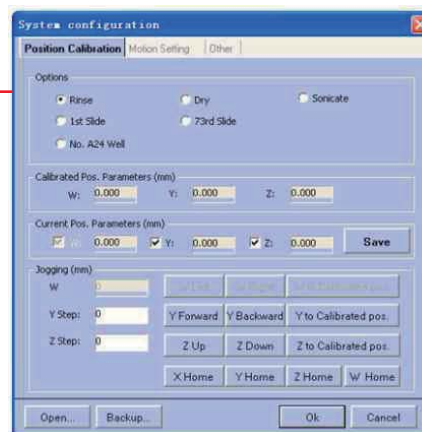 System configuration
Position Calibration Motion Setting Other
Options
Rinse Dry Sonicate
1st Slide 73rd Slide
No. A24 Well
Calibrated Pos. Parameters (mm)
W: 0.000 Y: 0.000 Z: 0.000
Current Pos. Parameters (mm)
W: 0.000 Y: 0.000 Z: 0.000 Save
Jogging (mm)
W 0
Y Step: 0 Y Forward Y Backward Y to Calibrated pos.
Z Step: 0 Z Up Z Down Z to Calibrated pos.
X Home Y Home Z Home W Home
Open... Backup... Ok Cancel